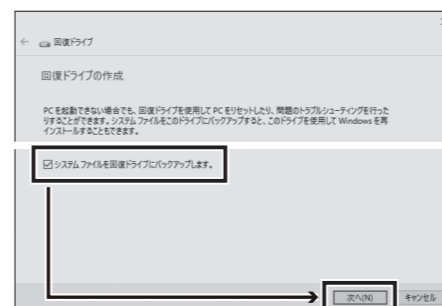 回復ドライブ
回復ドライブの作成
PCを起動できない場合でも、回復ドライブを使用して PC をリセットしたり、問題のトラブルシューティングを行った
りすることができます。システム ファイルをこのドライブにバックアップすると、このドライブを使用して Windows を再
インストールすることもできます。
システム ファイルを回復ドライブにバックアップします。
次へ(N) キャンセル